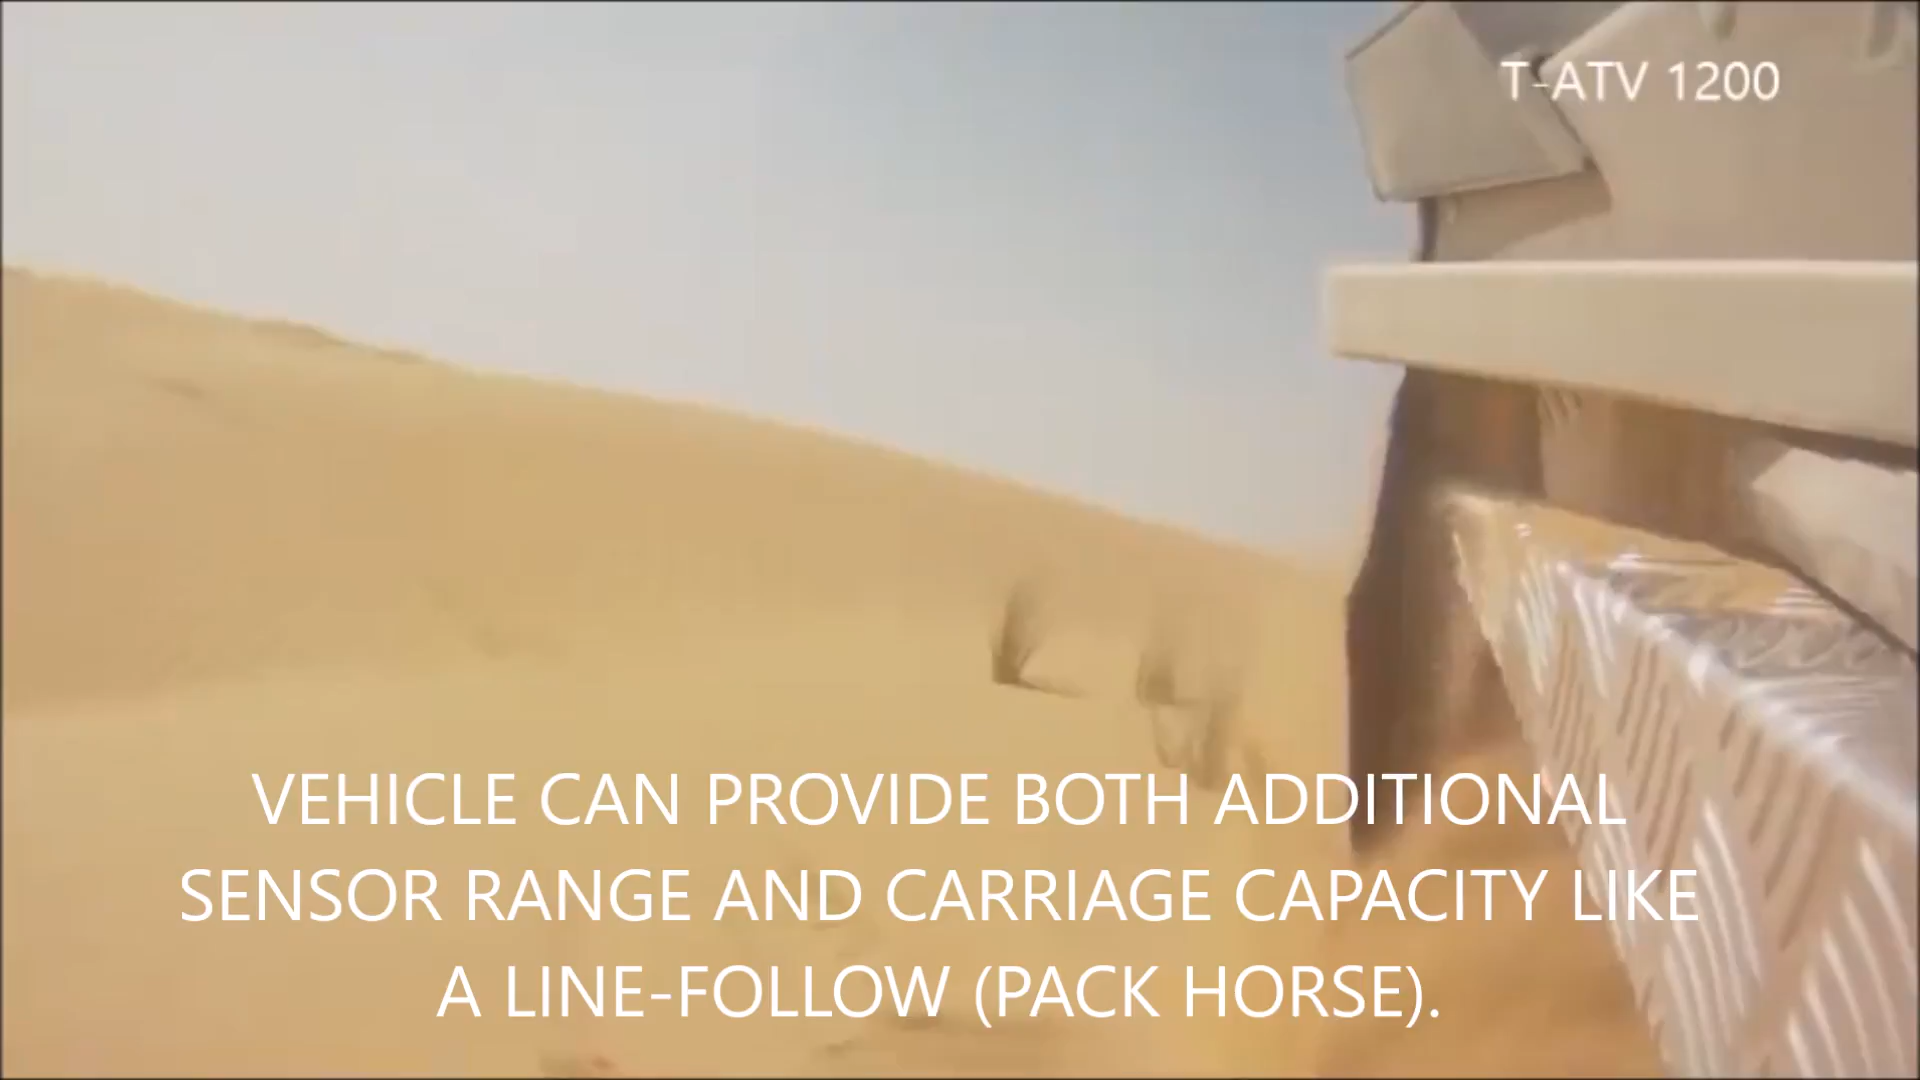 T-ATV 1200
VEHICLE CAN PROVIDE BOTH ADDITIONAL
SENSOR RANGE AND CARRIAGE CAPACITY LIKE
A LINE-FOLLOW (PACK HORSE).